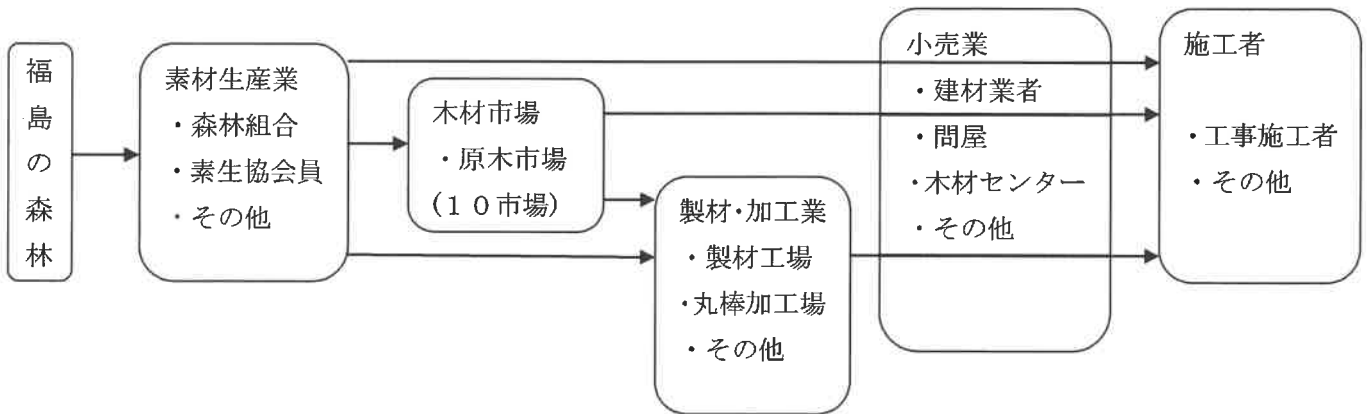 福島の森林
素材生産業
・森林組合
・素生協会員
・その他
木材市場
・原木市場
(10市場)
製材・加工業
・製材工場
・丸棒加工場
・その他
小売業
・建材業者
・問屋
・木材センター
・その他
施工者
・工事施工者
・その他